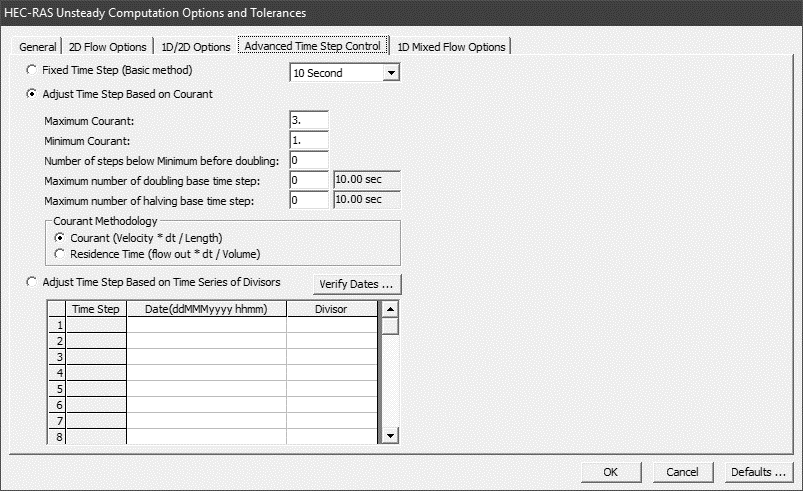 HEC-RAS Unsteady Computation Options and Tolerances
General 2D Flow Options 1D/2D Options Advanced Time Step Control 1D Mixed Flow Options
Fixed Time Step (Basic method) 10 Second
Adjust Time Step Based on Courant
Maximum Courant: 3.
Minimum Courant: 1.
Number of steps below Minimum before doubling: 0
Maximum number of doubling base time step: 0 10.00 sec
Maximum number of halving base time step: 0 10.00 sec
Courant Methodology
Courant (Velocity * dt / Length)
Residence Time (flow out * dt / Volume)
Adjust Time Step Based on Time Series of Divisors Verify Dates ...
Time Step Date(ddMMMyyyy hhmm) Divisor
1
2
3
4
5
6
7
8
OK Cancel Defaults ...